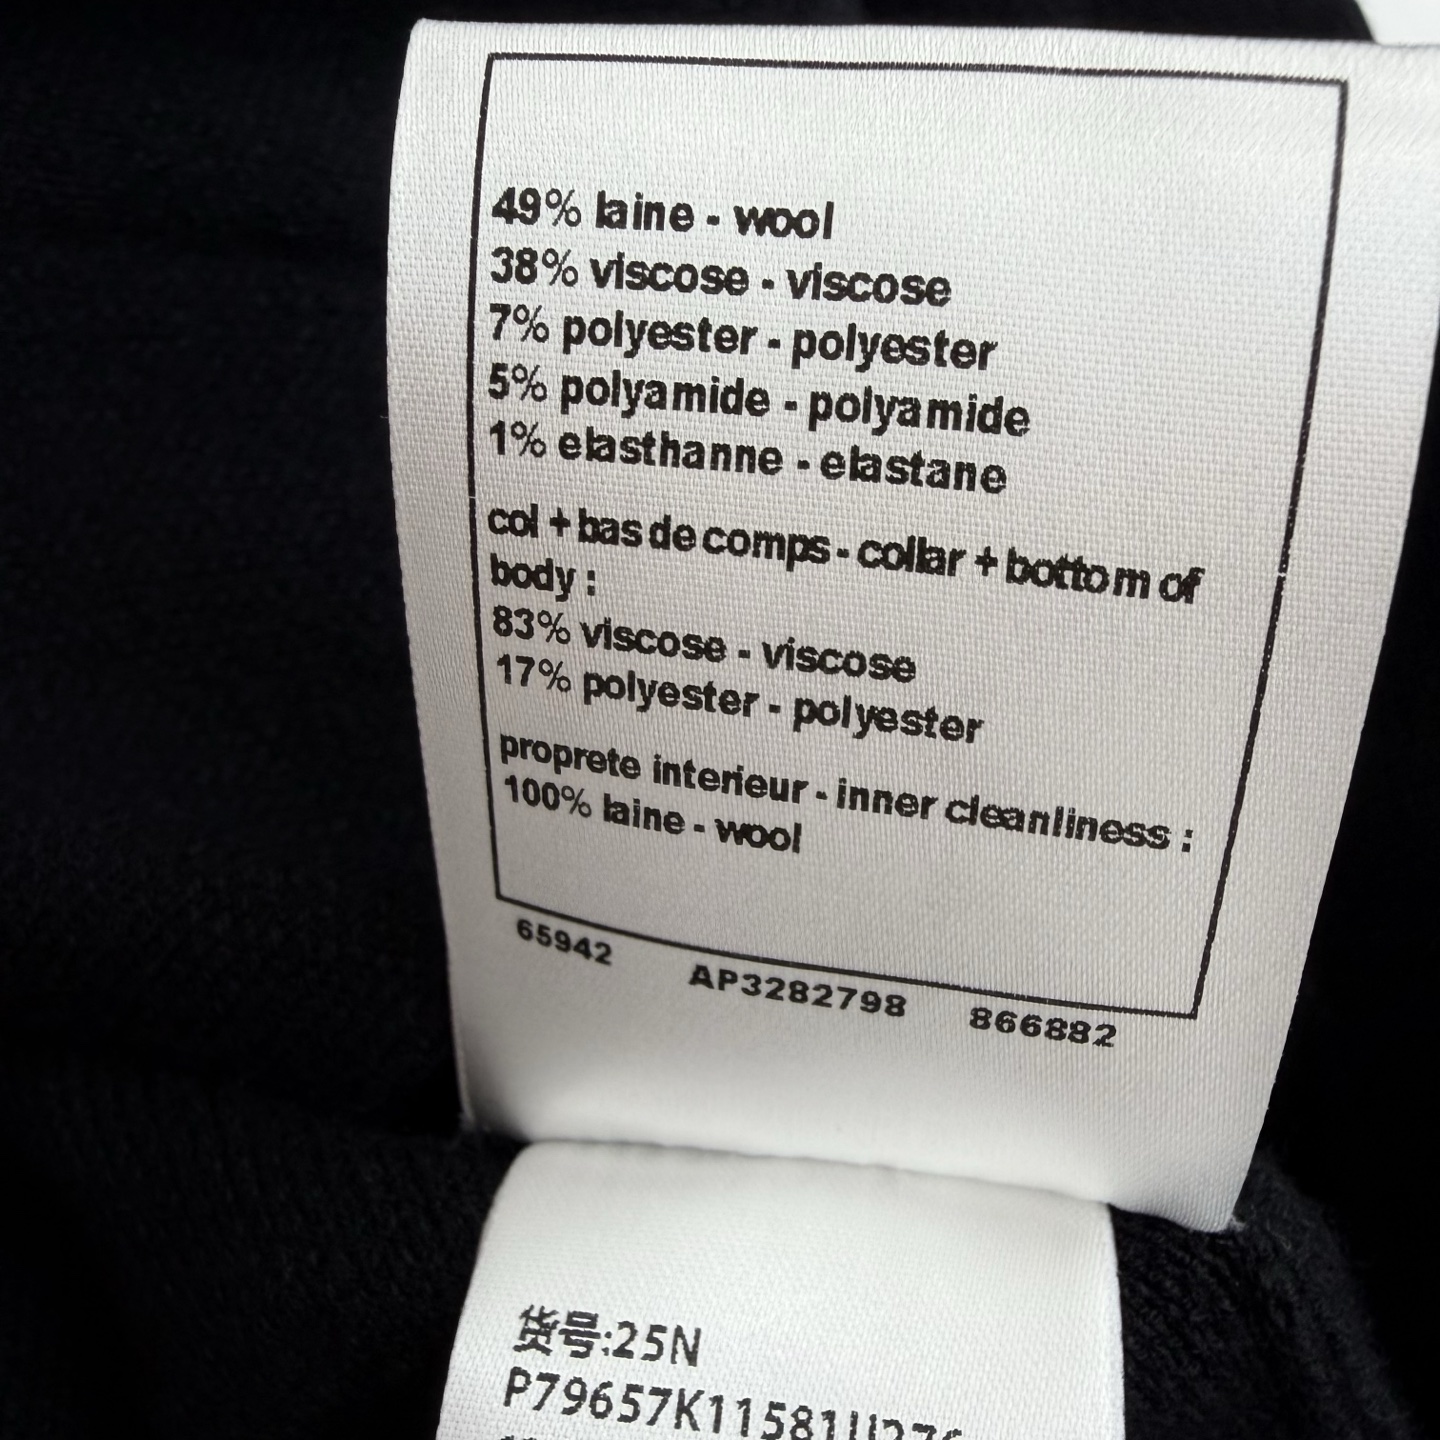 49% laine - wool
38% viscose - viscose
7% polyester - polyester
5% polyamide - polyamide
1% elasthanne - elastane
col + bas de comps - collar + bottom of
body :
83% viscose - viscose
17% polyester - polyester
proprete interieur - inner cleanliness :
100% laine - wool
65942 AP3282798 866882
货号:25N